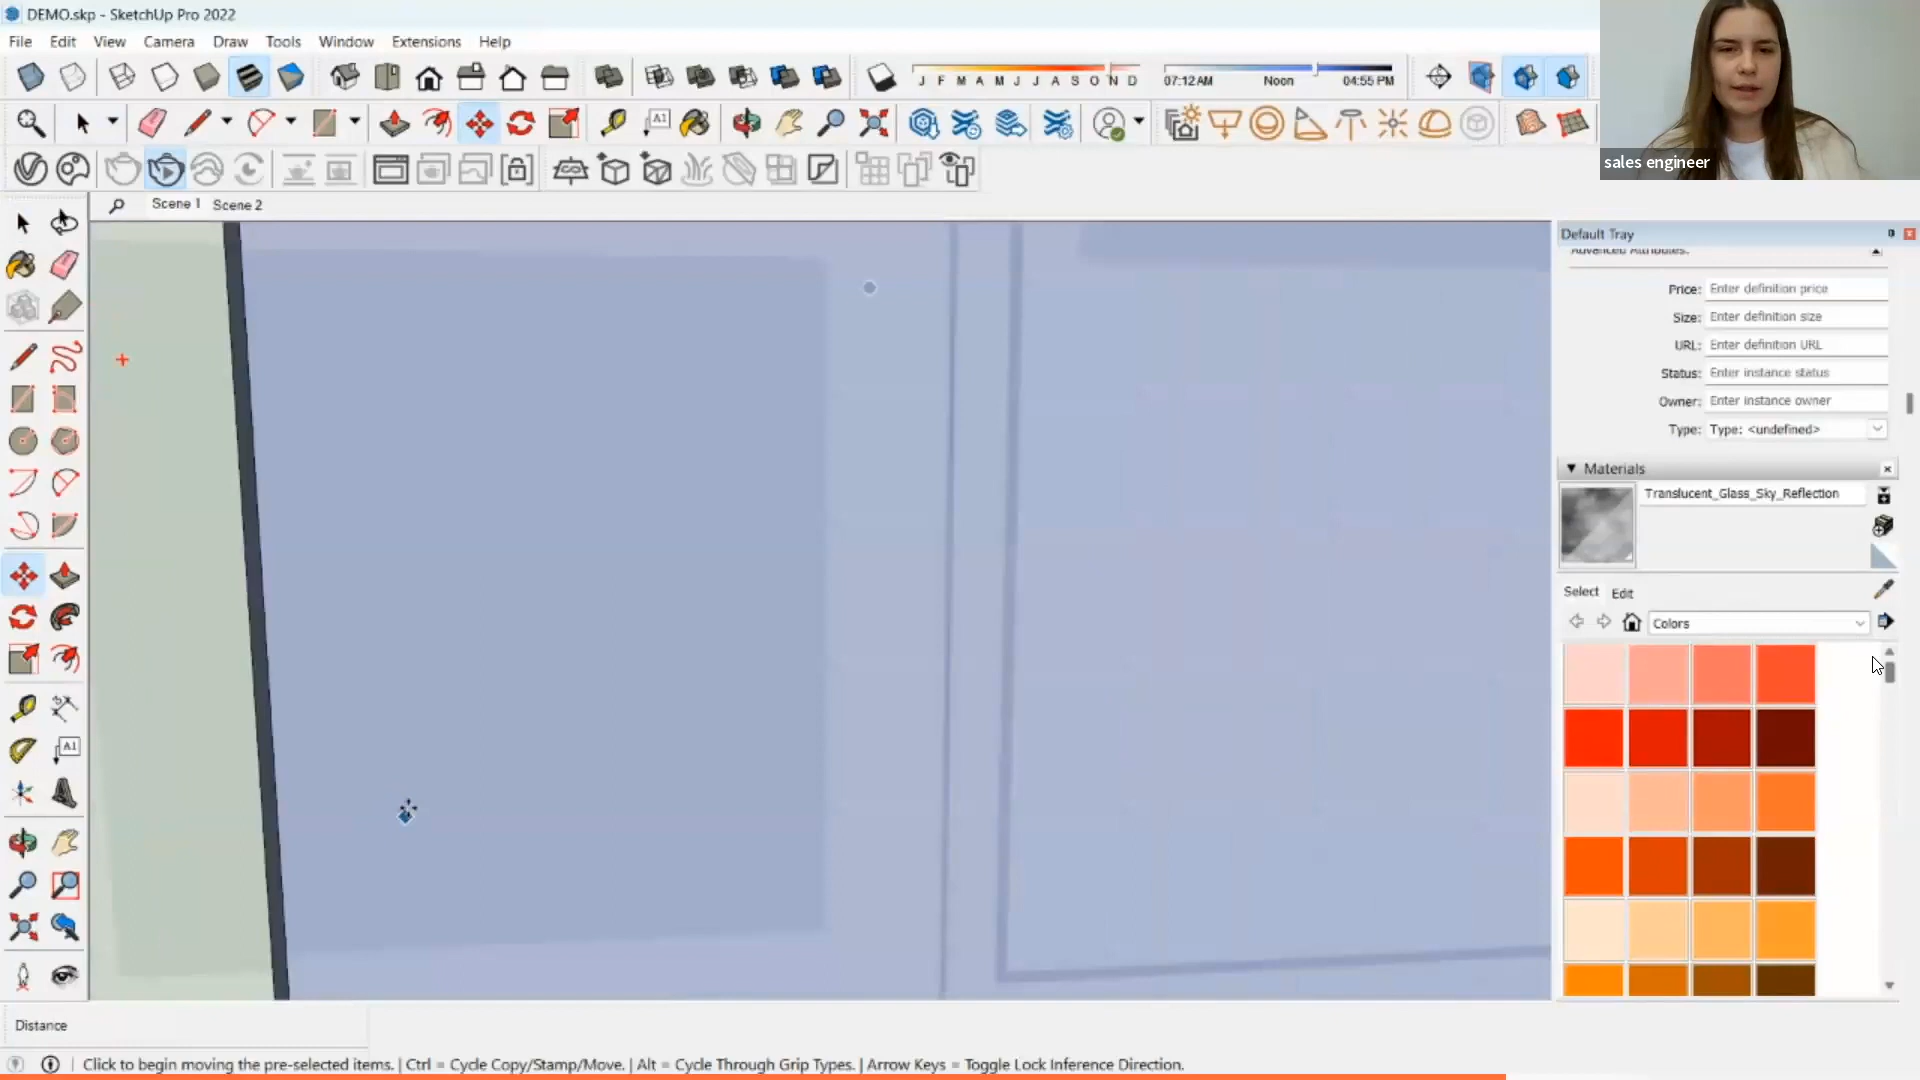 DEMO.skp - SketchUp Pro 2022
File Edit View Camera Draw Tools Window Extensions Help
J F M A M J J A S O N D
07:12 AM Noon 04:55 PM
A1
sales engineer
Scene 1 Scene 2
Default Tray
Advanced Attributes:
Price: Enter definition price
Size: Enter definition size
URL: Enter definition URL
Status: Enter instance status
Owner: Enter instance owner
Type: Type: <undefined>
Materials
Translucent_Glass_Sky_Reflection
Select Edit
Colors
A1
Distance
Click to begin moving the pre-selected items. | Ctrl = Cycle Copy/Stamp/Move. | Alt = Cycle Through Grip Types. | Arrow Keys = Toggle Lock Inference Direction.